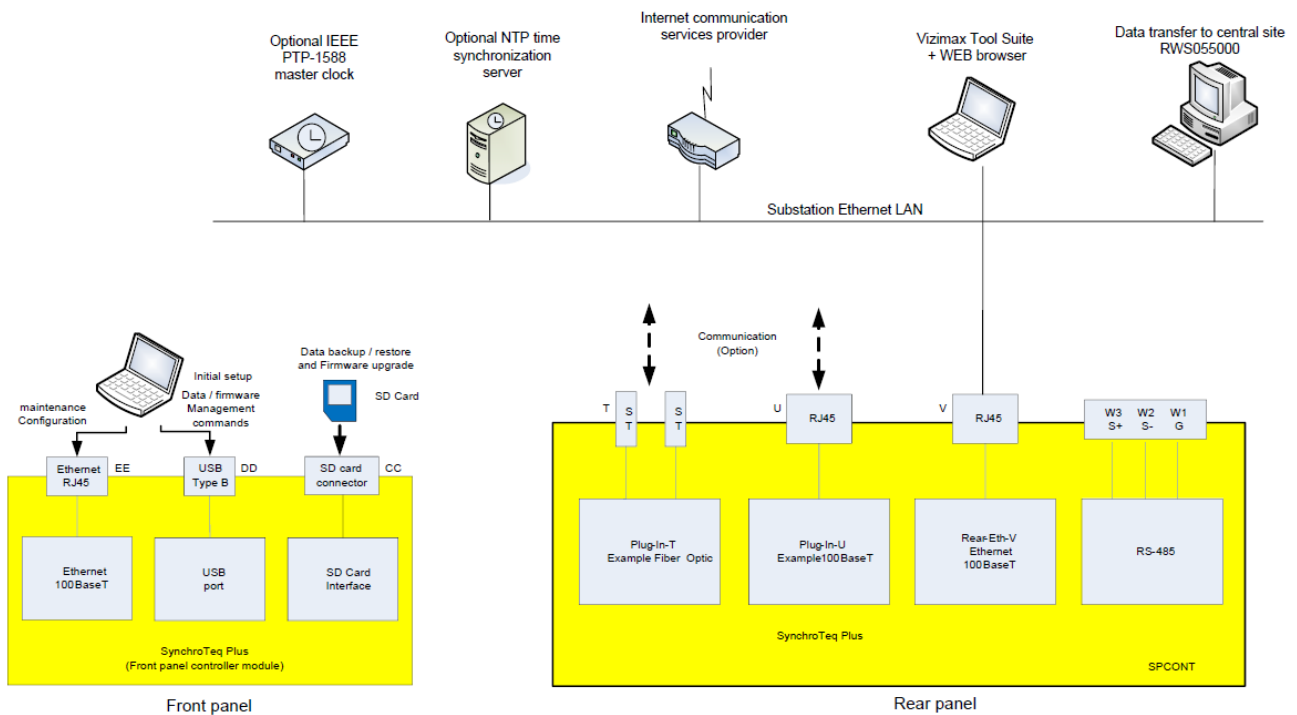 Optional IEEE
PTP-1588
master clock
Optional NTP time
synchronization
server
Internet communication
services provider
Vizimax Tool Suite
+ WEB browser
Data transfer to central site
RWS055000
Substation Ethernet LAN
Initial setup
Data / firmware
Management
commands
maintenance
Configuration
Data backup / restore
and Firmware upgrade
SD Card
Ethernet
RJ45
EE
USB
Type B
DD
SD card
connector
CC
Ethernet
100BaseT
USB
port
SD Card
Interface
SynchroTeq Plus
(Front panel controller module)
Front panel
Communication
(Option)
T
S
T
S
T
U
RJ45
V
RJ45
W3
S+
W2
S-
W1
G
Plug-In-T
Example Fiber Optic
Plug-In-U
Example100BaseT
Rear-Eth-V
Ethernet
100BaseT
RS-485
SynchroTeq Plus
SPCONT
Rear panel